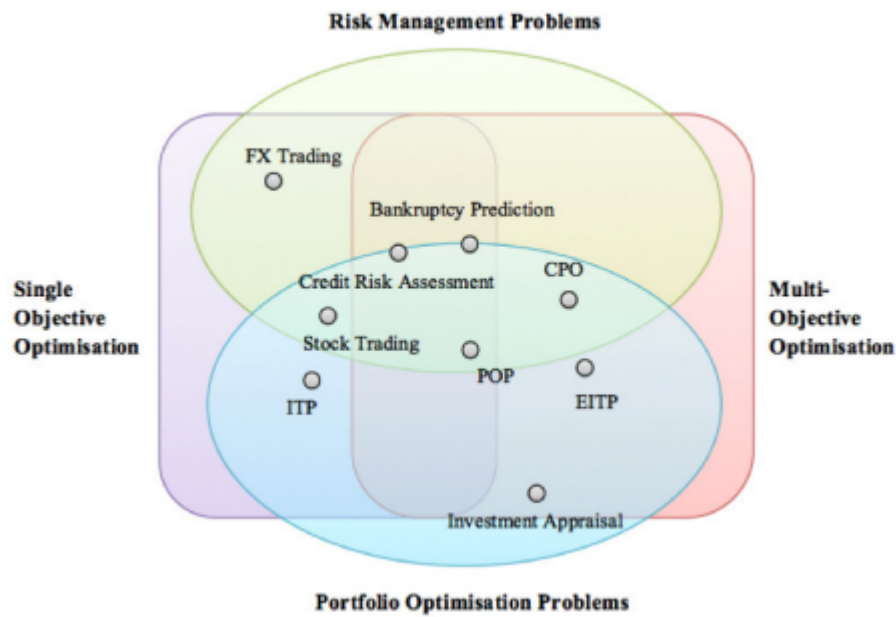 Risk Management Problems
FX Trading
Bankruptcy Prediction
CPO
Credit Risk Assessment
Single
Objective
Optimisation
Multi-
Objective
Optimisation
Stock Trading
POP
EITP
ITP
Investment Appraisal
Portfolio Optimisation Problems